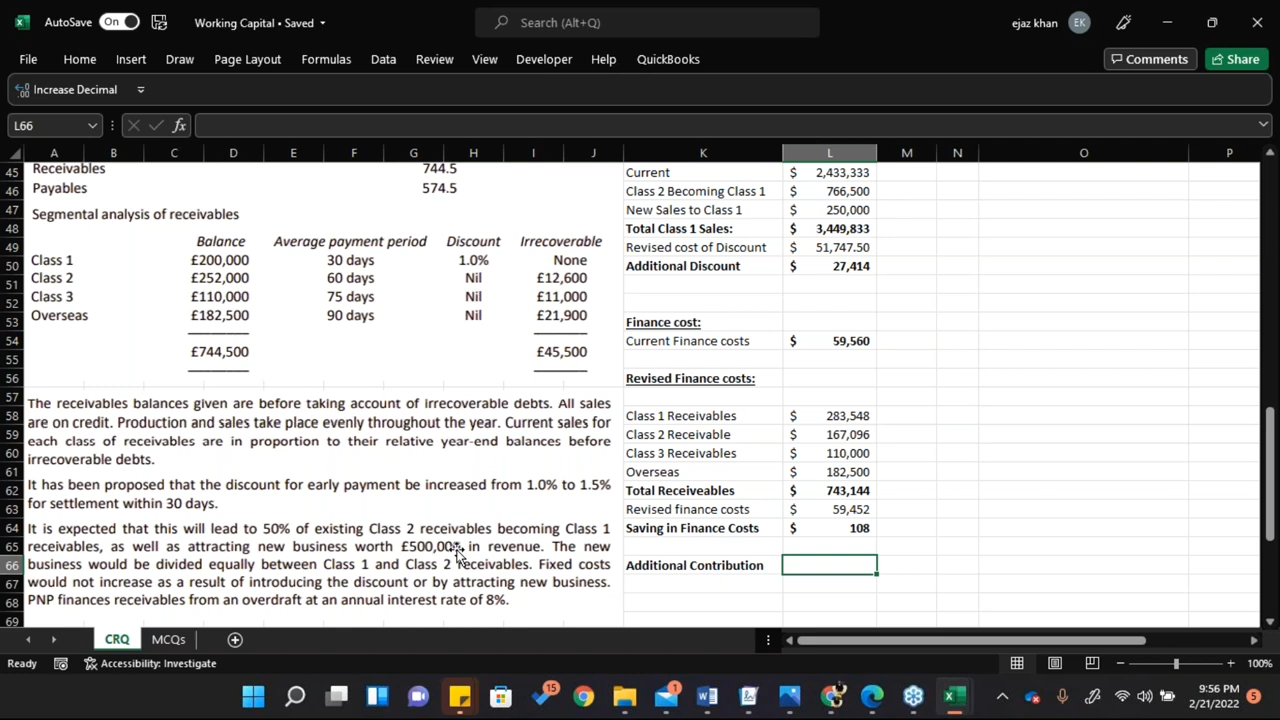 AutoSave On Working Capital • Saved Search (Alt+Q) ejaz khan EK
File Home Insert Draw Page Layout Formulas Data Review View Developer Help QuickBooks Comments Share
Increase Decimal
L66 fx
A B C D E F G H I J K L M N O P
45
46
47
48
49
50
51
52
53
54
55
56
57
58
59
60
61
62
63
64
65
66
67
68
69
Receivables 744.5
Payables 574.5
Segmental analysis of receivables
Balance Average payment period Discount Irrecoverable
Class 1 £200,000 30 days 1.0% None
Class 2 £252,000 60 days Nil £12,600
Class 3 £110,000 75 days Nil £11,000
Overseas £182,500 90 days Nil £21,900
£744,500 £45,500
The receivables balances given are before taking account of irrecoverable debts. All sales
are on credit. Production and sales take place evenly throughout the year. Current sales for
each class of receivables are in proportion to their relative year-end balances before
irrecoverable debts.
It has been proposed that the discount for early payment be increased from 1.0% to 1.5%
for settlement within 30 days.
It is expected that this will lead to 50% of existing Class 2 receivables becoming Class 1
receivables, as well as attracting new business worth £500,000 in revenue. The new
business would be divided equally between Class 1 and Class 2 receivables. Fixed costs
would not increase as a result of introducing the discount or by attracting new business.
PNP finances receivables from an overdraft at an annual interest rate of 8%.
Current $ 2,433,333
Class 2 Becoming Class 1 $ 766,500
New Sales to Class 1 $ 250,000
Total Class 1 Sales: $ 3,449,833
Revised cost of Discount $ 51,747.50
Additional Discount $ 27,414
Finance cost:
Current Finance costs $ 59,560
Revised Finance costs:
Class 1 Receivables $ 283,548
Class 2 Receivable $ 167,096
Class 3 Receivables $ 110,000
Overseas $ 182,500
Total Receiveables $ 743,144
Revised finance costs $ 59,452
Saving in Finance Costs $ 108
Additional Contribution
CRQ MCQs
Ready Accessibility: Investigate 100%
15 1 9:56 PM
2/21/2022 5